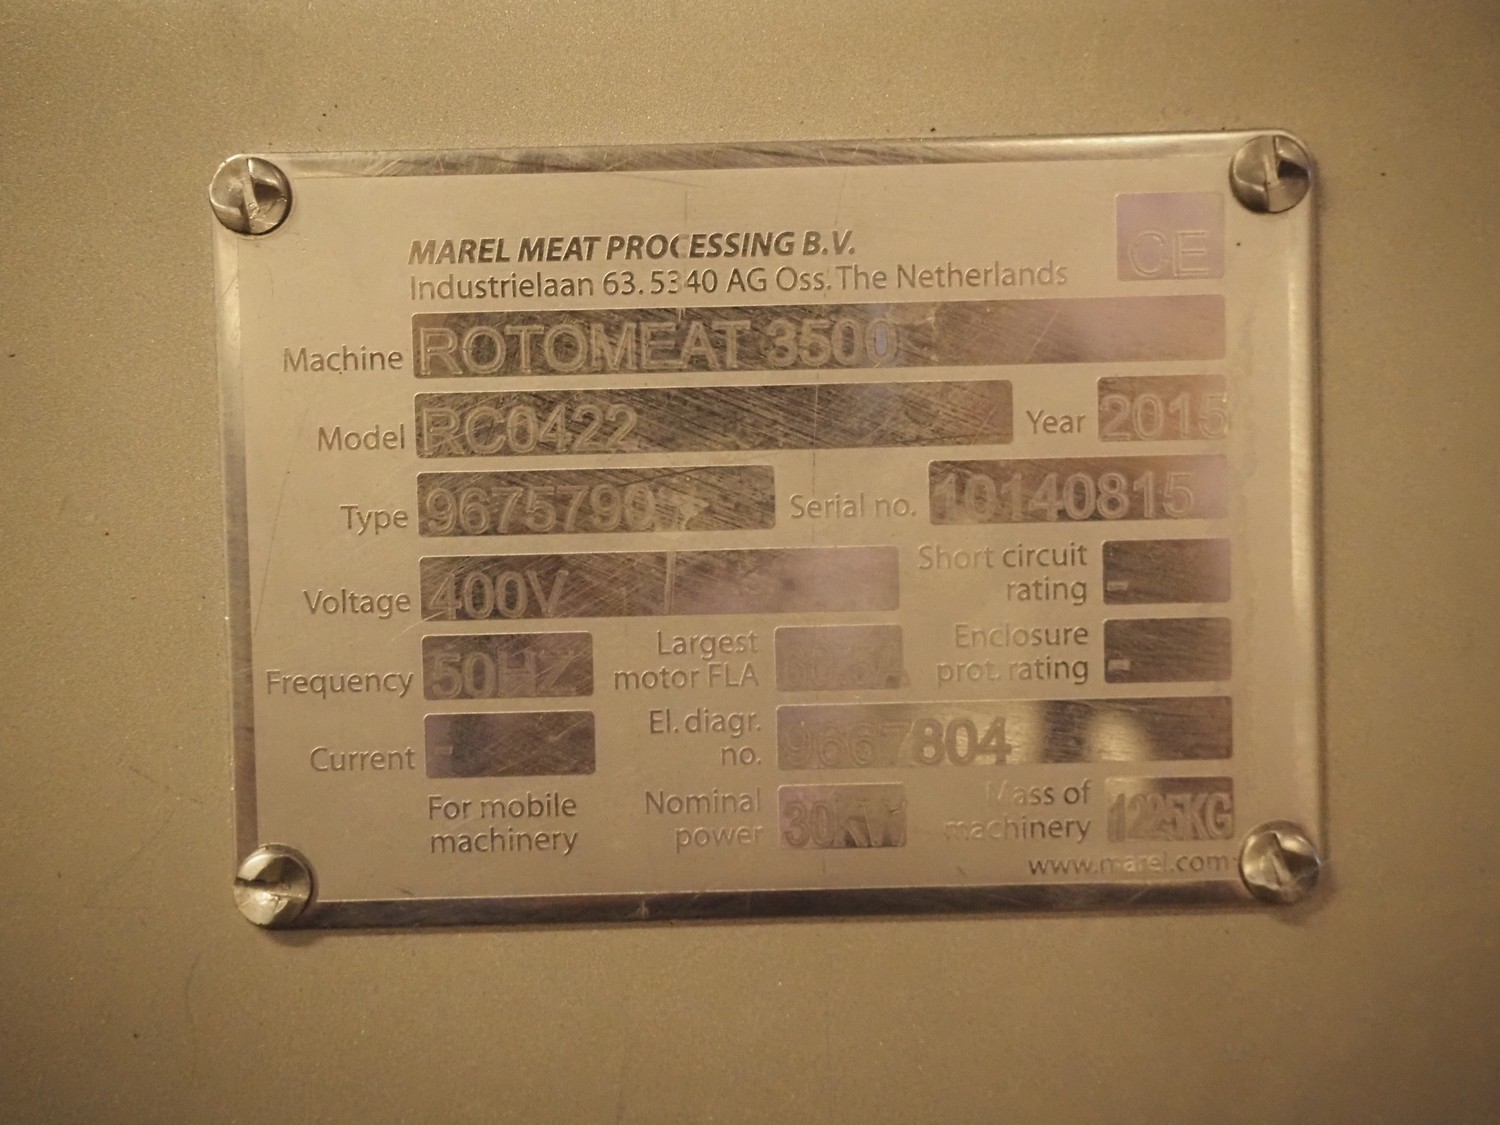 MAREL MEAT PROCESSING B.V.
Industrielaan 63. 5340 AG Oss. The Netherlands
CE
Machine ROTOMEAT 3500
Model RC0422 Year 2015
Type 9675790 Serial no. 10140815
Voltage 400V Short circuit rating -
Frequency 50HZ Largest motor FLA Enclosure prot. rating -
Current - El. diagr. no. 9667804
For mobile machinery Nominal power 30KW Mass of machinery 1225KG
www.marel.com